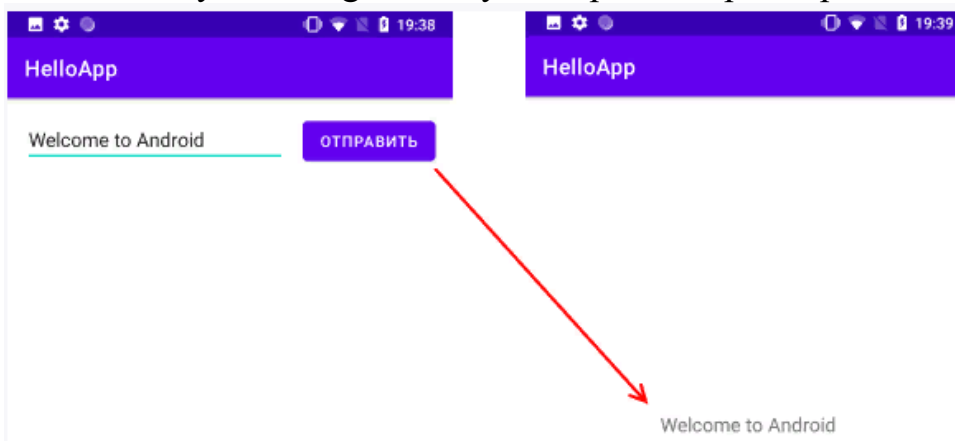 19:38
HelloApp
Welcome to Android
ОТПРАВИТЬ
19:39
HelloApp
Welcome to Android